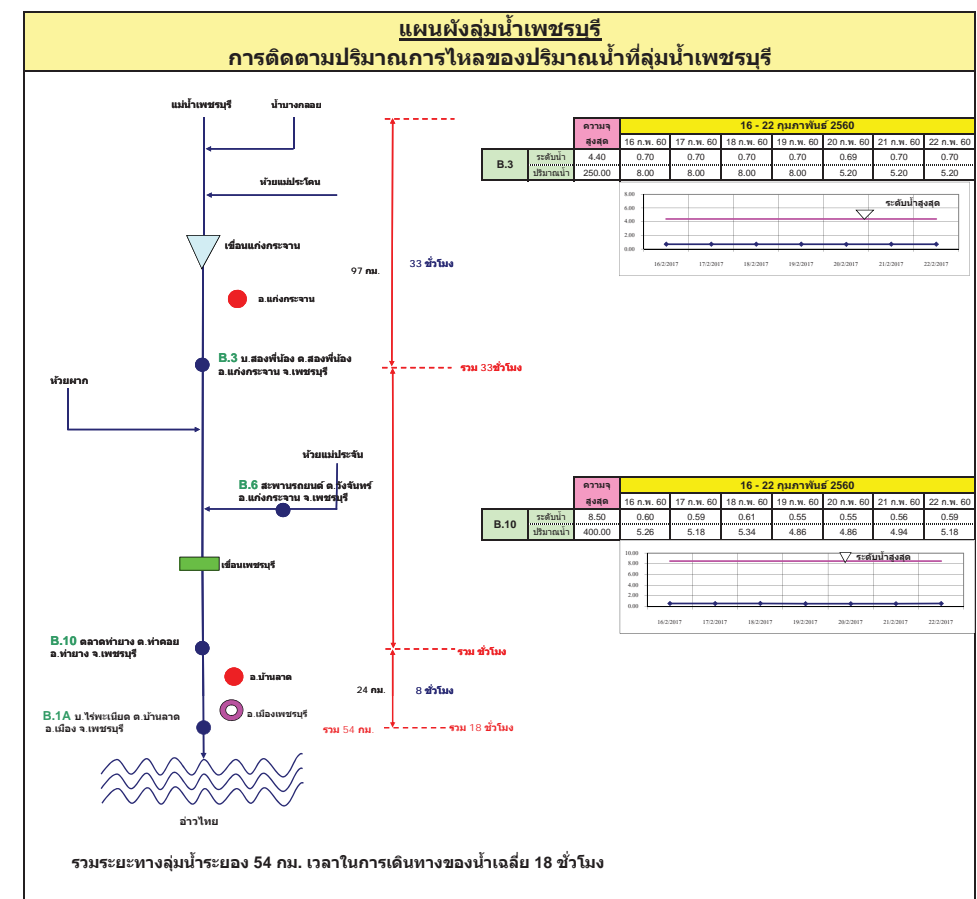 แผนผังลุ่มน้ำเพชรบุรี
การติดตามปริมาณการไหลของปริมาณน้ำที่ลุ่มน้ำเพชรบุรี
แม่น้ำเพชรบุรี
น้ำบางกลอย
ห้วยแม่ประโดน
เขื่อนแก่งกระจาน
97 กม.
33 ชั่วโมง
อ.แก่งกระจาน
B.3 บ.สองพี่น้อง ต.สองพี่น้อง
อ.แก่งกระจาน จ.เพชรบุรี
รวม 33ชั่วโมง
ห้วยผาก
ห้วยแม่ประจัน
B.6 สะพานรถยนต์ ต.วังจันทร์
อ.แก่งกระจาน จ.เพชรบุรี
เขื่อนเพชรบุรี
B.10 ตลาดท่ายาง ต.ท่าคอย
อ.ท่ายาง จ.เพชรบุรี
รวม ชั่วโมง
อ.บ้านลาด
24 กม.
8 ชั่วโมง
อ.เมืองเพชรบุรี
B.1A บ.ไร่พะเนียด ต.บ้านลาด
อ.เมือง จ.เพชรบุรี
รวม 54 กม.
รวม 18 ชั่วโมง
อ่าวไทย
รวมระยะทางลุ่มน้ำระยอง 54 กม. เวลาในการเดินทางของน้ำเฉลี่ย 18 ชั่วโมง
ความจุ 16 - 22 กุมภาพันธ์ 2560
สูงสุด 16 ก.พ. 60 17 ก.พ. 60 18 ก.พ. 60 19 ก.พ. 60 20 ก.พ. 60 21 ก.พ. 60 22 ก.พ. 60
B.3 ระดับน้ำ 4.40 0.70 0.70 0.70 0.70 0.69 0.70 0.70
ปริมาณน้ำ 250.00 8.00 8.00 8.00 8.00 5.20 5.20 5.20
8.00
6.00
4.00
2.00
0.00
ระดับน้ำสูงสุด
16/2/2017 17/2/2017 18/2/2017 19/2/2017 20/2/2017 21/2/2017 22/2/2017
ความจุ 16 - 22 กุมภาพันธ์ 2560
สูงสุด 16 ก.พ. 60 17 ก.พ. 60 18 ก.พ. 60 19 ก.พ. 60 20 ก.พ. 60 21 ก.พ. 60 22 ก.พ. 60
B.10 ระดับน้ำ 8.50 0.60 0.59 0.61 0.55 0.55 0.56 0.59
ปริมาณน้ำ 400.00 5.26 5.18 5.34 4.86 4.86 4.94 5.18
10.00
8.00
6.00
4.00
2.00
0.00
ระดับน้ำสูงสุด
16/2/2017 17/2/2017 18/2/2017 19/2/2017 20/2/2017 21/2/2017 22/2/2017